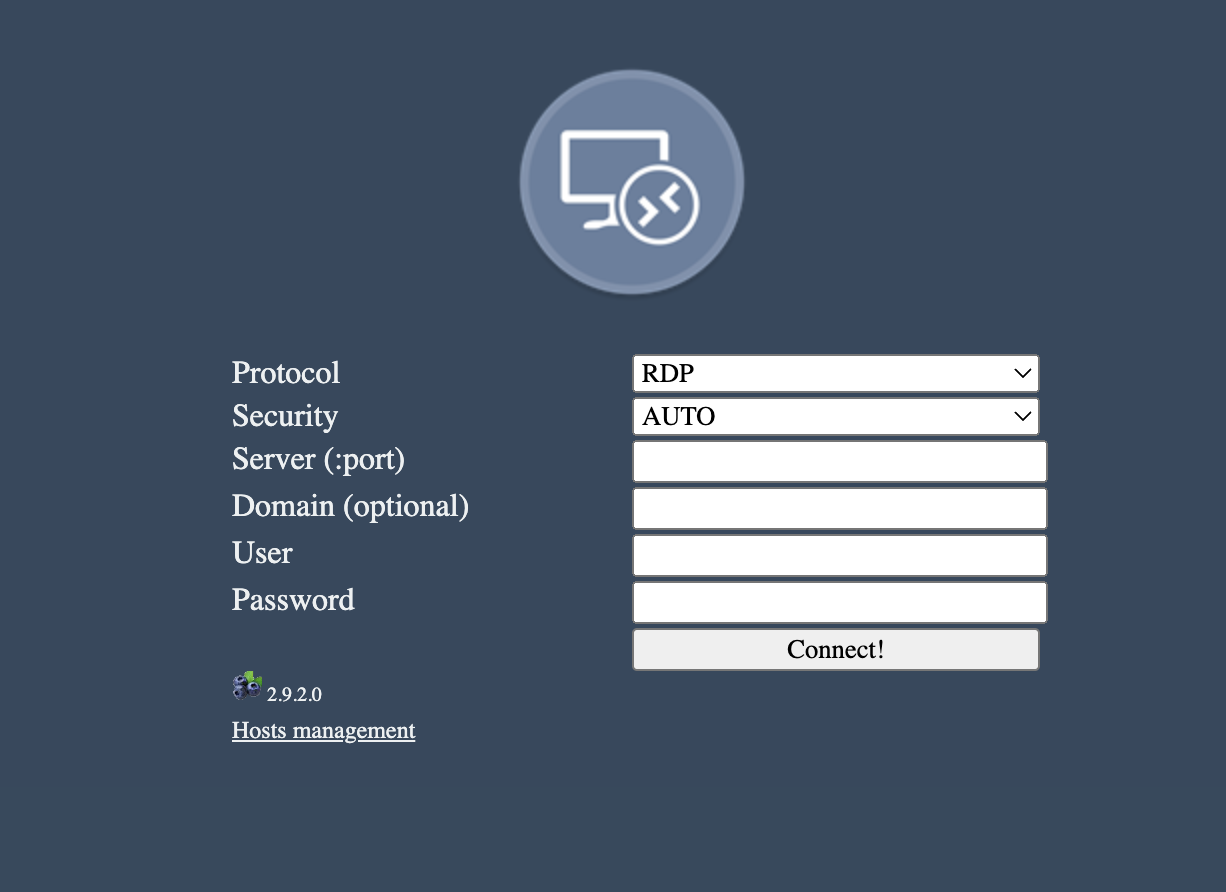 Protocol RDP
Security AUTO
Server (:port)
Domain (optional)
User
Password
Connect!
2.9.2.0
Hosts management